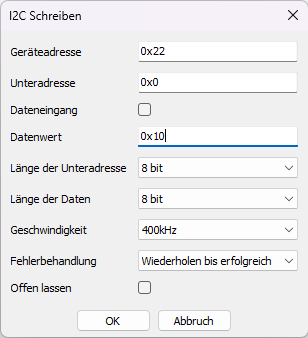 I2C Schreiben
Geräteadresse 0x22
Unteradresse 0x0
Dateneingang
Datenwert 0x10
Länge der Unteradresse 8 bit
Länge der Daten 8 bit
Geschwindigkeit 400kHz
Fehlerbehandlung Wiederholen bis erfolgreich
Offen lassen
OK Abbruch